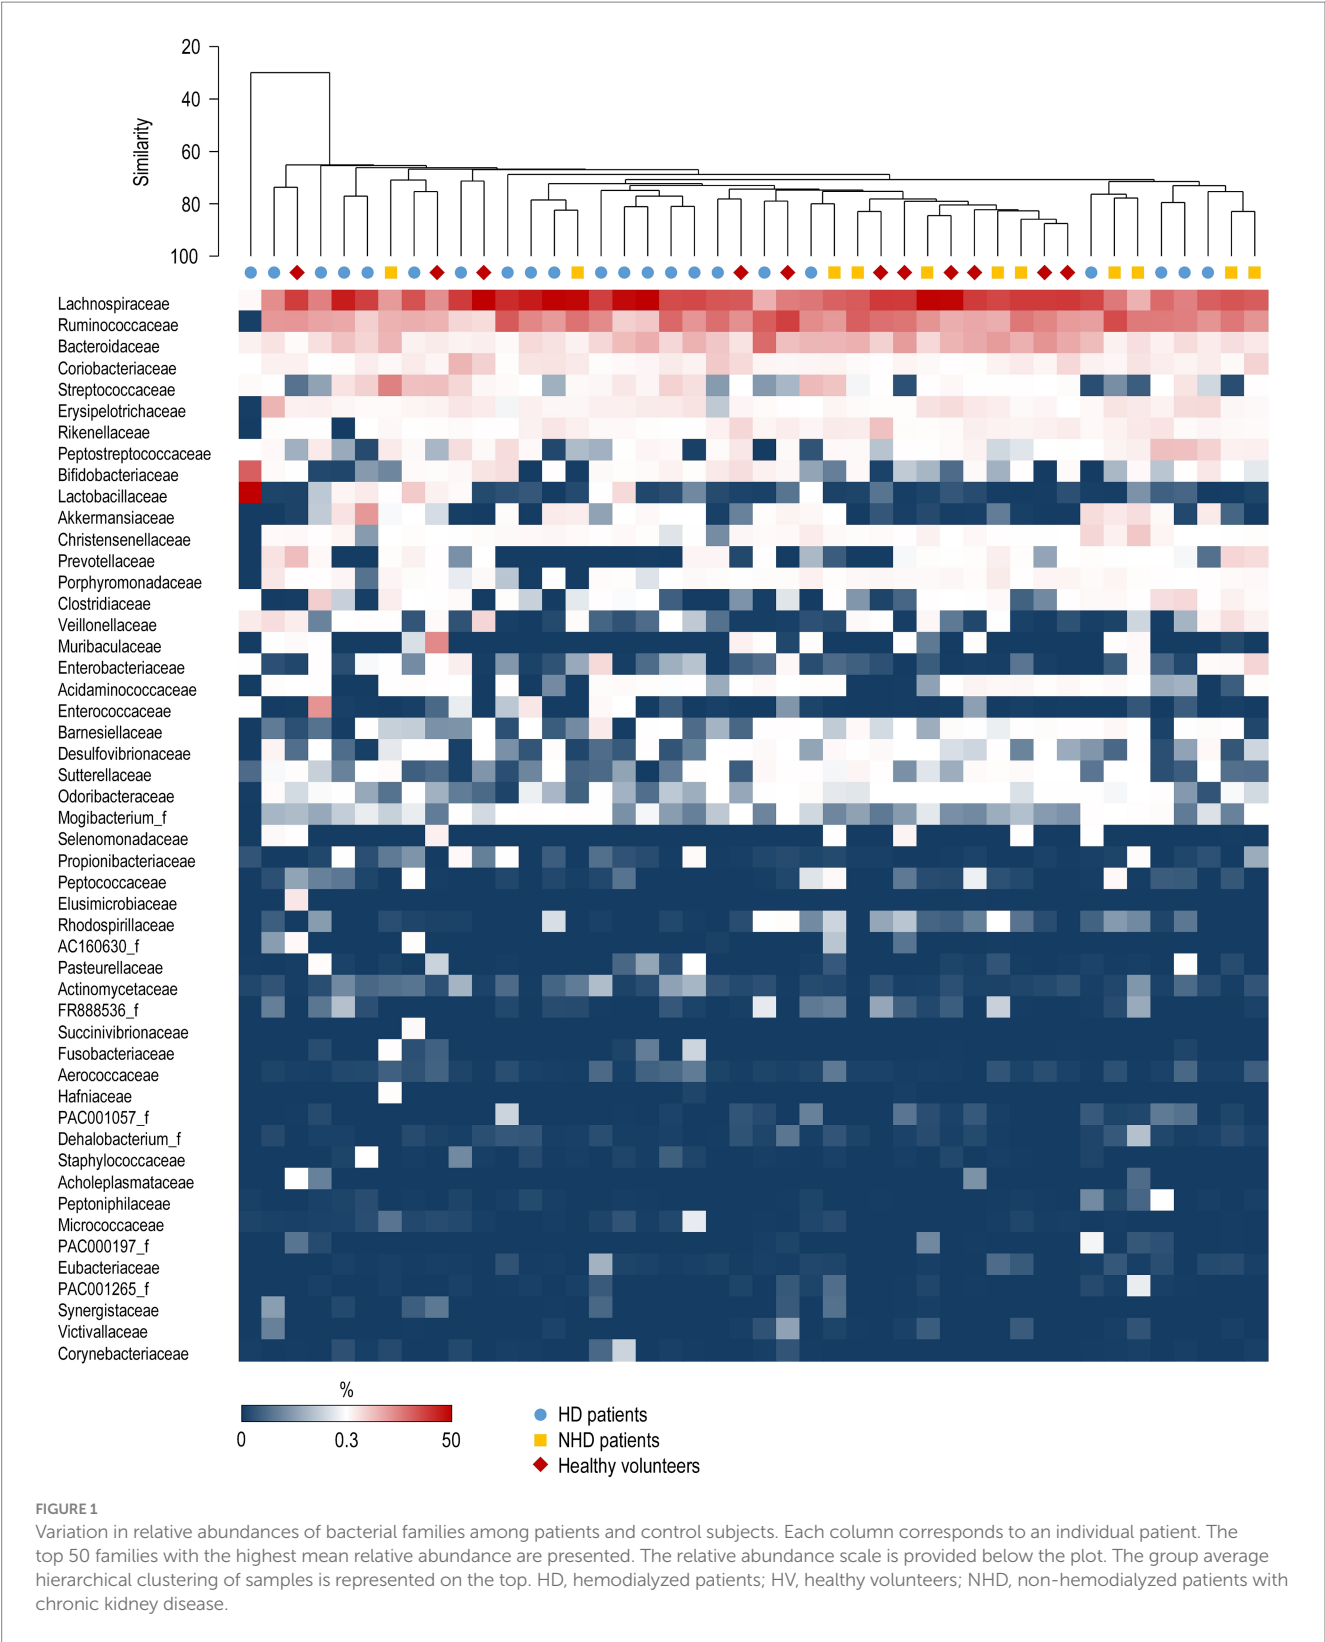 20
40
60
80
100
Similarity
Lachnospiraceae
Ruminococcaceae
Bacteroidaceae
Coriobacteriaceae
Streptococcaceae
Erysipelotrichaceae
Rikenellaceae
Peptostreptococcaceae
Bifidobacteriaceae
Lactobacillaceae
Akkermansiaceae
Christensenellaceae
Prevotellaceae
Porphyromonadaceae
Clostridiaceae
Veillonellaceae
Muribaculaceae
Enterobacteriaceae
Acidaminococcaceae
Enterococcaceae
Barnesiellaceae
Desulfovibrionaceae
Sutterellaceae
Odoribacteraceae
Mogibacterium_f
Selenomonadaceae
Propionibacteriaceae
Peptococcaceae
Elusimicrobiaceae
Rhodospirillaceae
AC160630_f
Pasteurellaceae
Actinomycetaceae
FR888536_f
Succinivibrionaceae
Fusobacteriaceae
Aerococcaceae
Hafniaceae
PAC001057_f
Dehalobacterium_f
Staphylococcaceae
Acholeplasmataceae
Peptoniphilaceae
Micrococcaceae
PAC000197_f
Eubacteriaceae
PAC001265_f
Synergistaceae
Victivallaceae
Corynebacteriaceae
%
0 0.3 50
HD patients
NHD patients
Healthy volunteers
FIGURE 1
Variation in relative abundances of bacterial families among patients and control subjects. Each column corresponds to an individual patient. The
top 50 families with the highest mean relative abundance are presented. The relative abundance scale is provided below the plot. The group average
hierarchical clustering of samples is represented on the top. HD, hemodialyzed patients; HV, healthy volunteers; NHD, non-hemodialyzed patients with
chronic kidney disease.